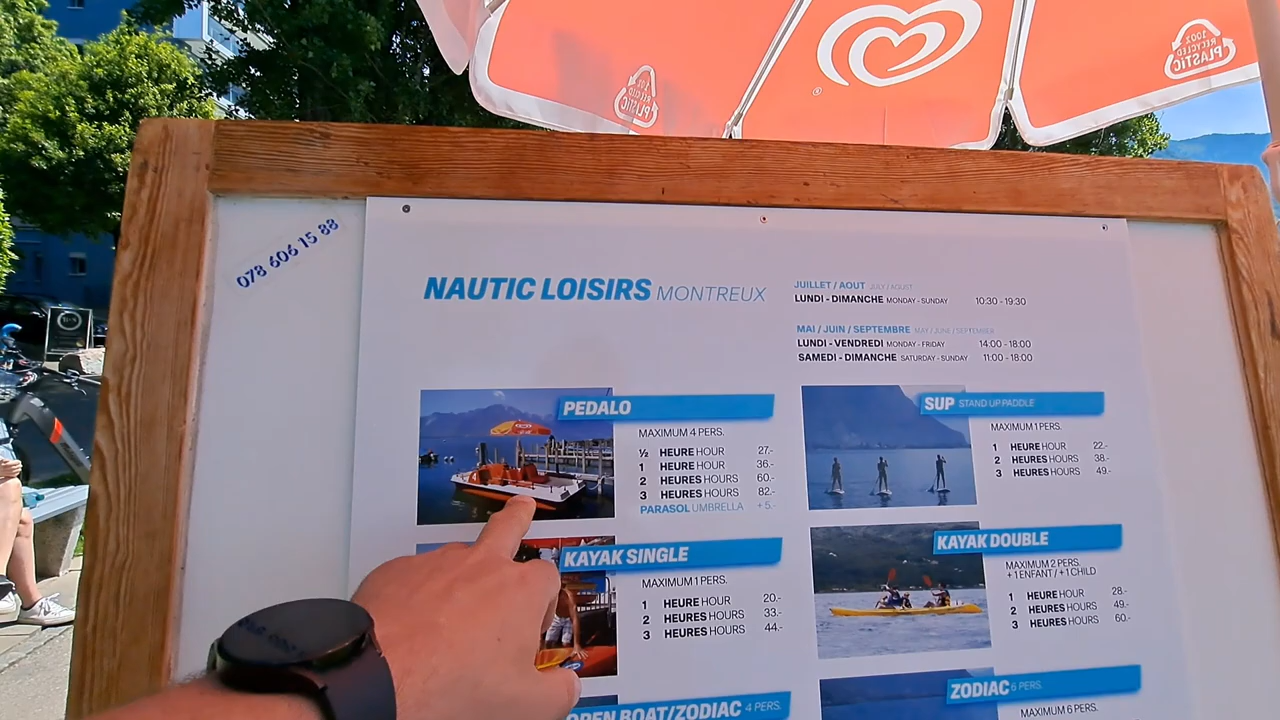 100% RECYCLED PLASTIC
®
078 606 15 88
NAUTIC LOISIRS MONTREUX
JUILLET / AOUT JULY / AUGUST
LUNDI - DIMANCHE MONDAY - SUNDAY 10:30 - 19:30
MAI / JUIN / SEPTEMBRE MAY / JUNE / SEPTEMBER
LUNDI - VENDREDI MONDAY - FRIDAY 14:00 - 18:00
SAMEDI - DIMANCHE SATURDAY - SUNDAY 11:00 - 18:00
PEDALO
MAXIMUM 4 PERS.
½ HEURE HOUR 27.-
1 HEURE HOUR 36.-
2 HEURES HOURS 60.-
3 HEURES HOURS 82.-
PARASOL UMBRELLA + 5.-
SUP STAND UP PADDLE
MAXIMUM 1 PERS.
1 HEURE HOUR 22.-
2 HEURES HOURS 38.-
3 HEURES HOURS 49.-
KAYAK SINGLE
MAXIMUM 1 PERS.
1 HEURE HOUR 20.-
2 HEURES HOURS 33.-
3 HEURES HOURS 44.-
KAYAK DOUBLE
MAXIMUM 2 PERS.
+ 1 ENFANT / + 1 CHILD
1 HEURE HOUR 28.-
2 HEURES HOURS 49.-
3 HEURES HOURS 60.-
OPEN BOAT/ZODIAC 4 PERS.
ZODIAC 6 PERS.
MAXIMUM 6 PERS.